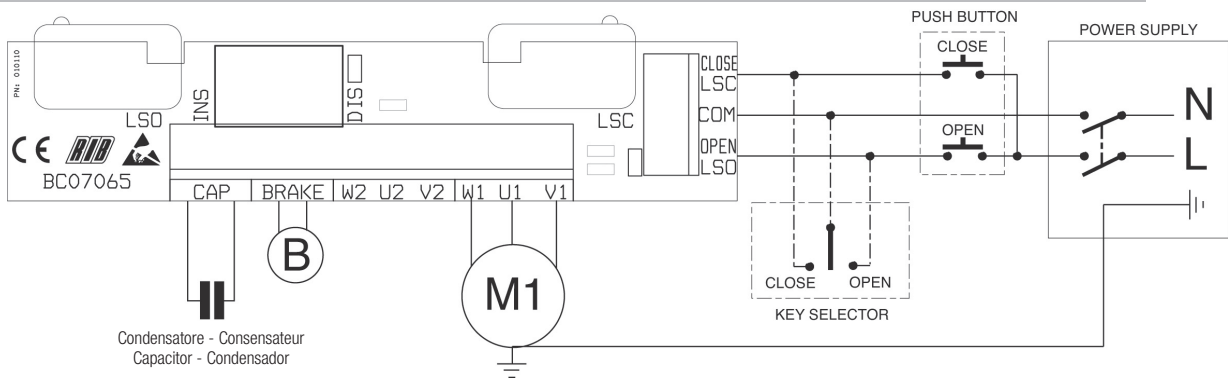 PUSH BUTTON
CLOSE
OPEN
POWER SUPPLY
N
L
PN: 010110
LSO
INS
DIS
LSC
CLOSE
LSC
COM
OPEN
LSO
CE RIB
BC07065
CAP BRAKE W2 U2 V2 W1 U1 V1
B
M1
CLOSE OPEN
KEY SELECTOR
Condensatore - Consensateur
Capacitor - Condensador